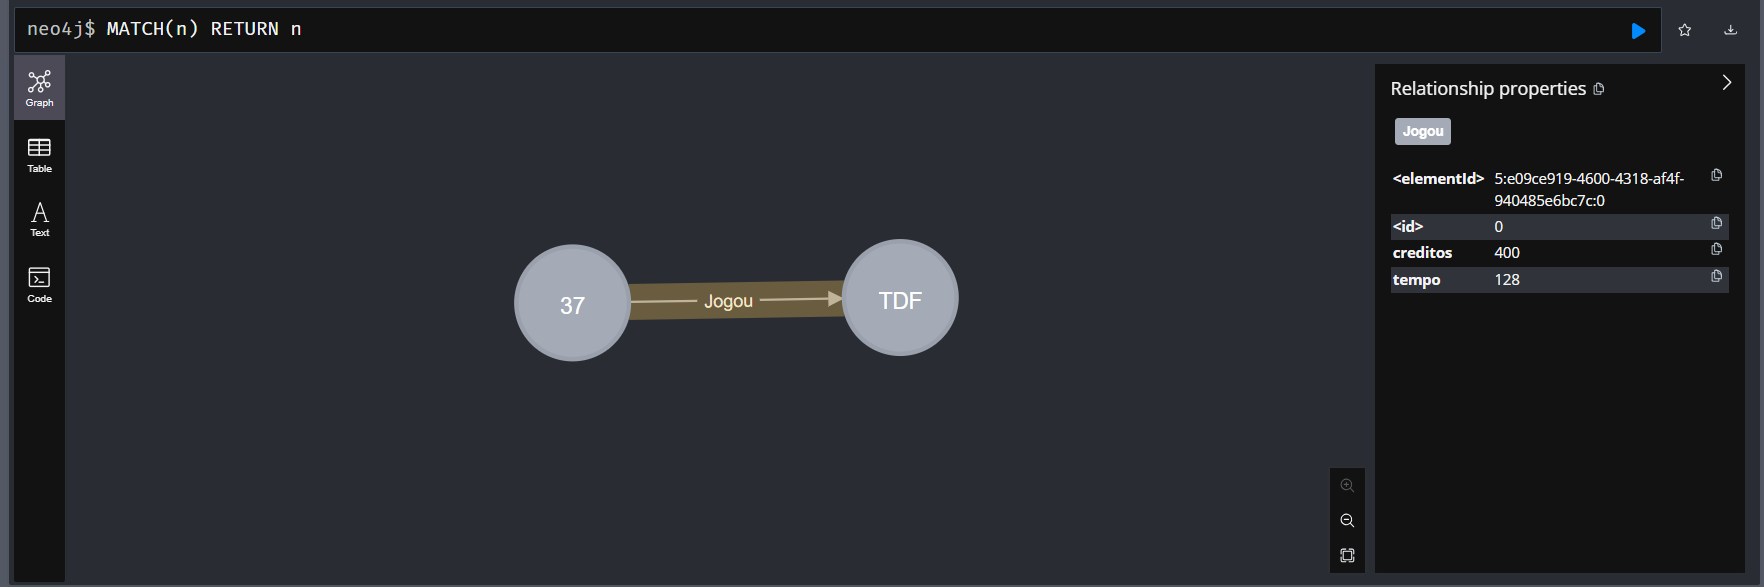 neo4j$ MATCH(n) RETURN n
Graph
Table
Text
Code
37
Jogou
TDF
Relationship properties
Jogou
<elementId> 5:e09ce919-4600-4318-af4f-
940485e6bc7c:0
<id> 0
creditos 400
tempo 128